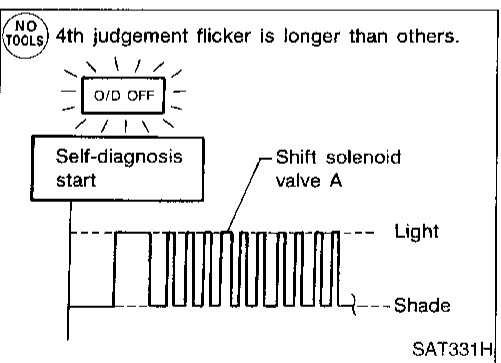 NO
TOOLS
4th judgement flicker is longer than others.
O/D OFF
Self-diagnosis
start
Shift solenoid
valve A
Light
Shade
SAT331H